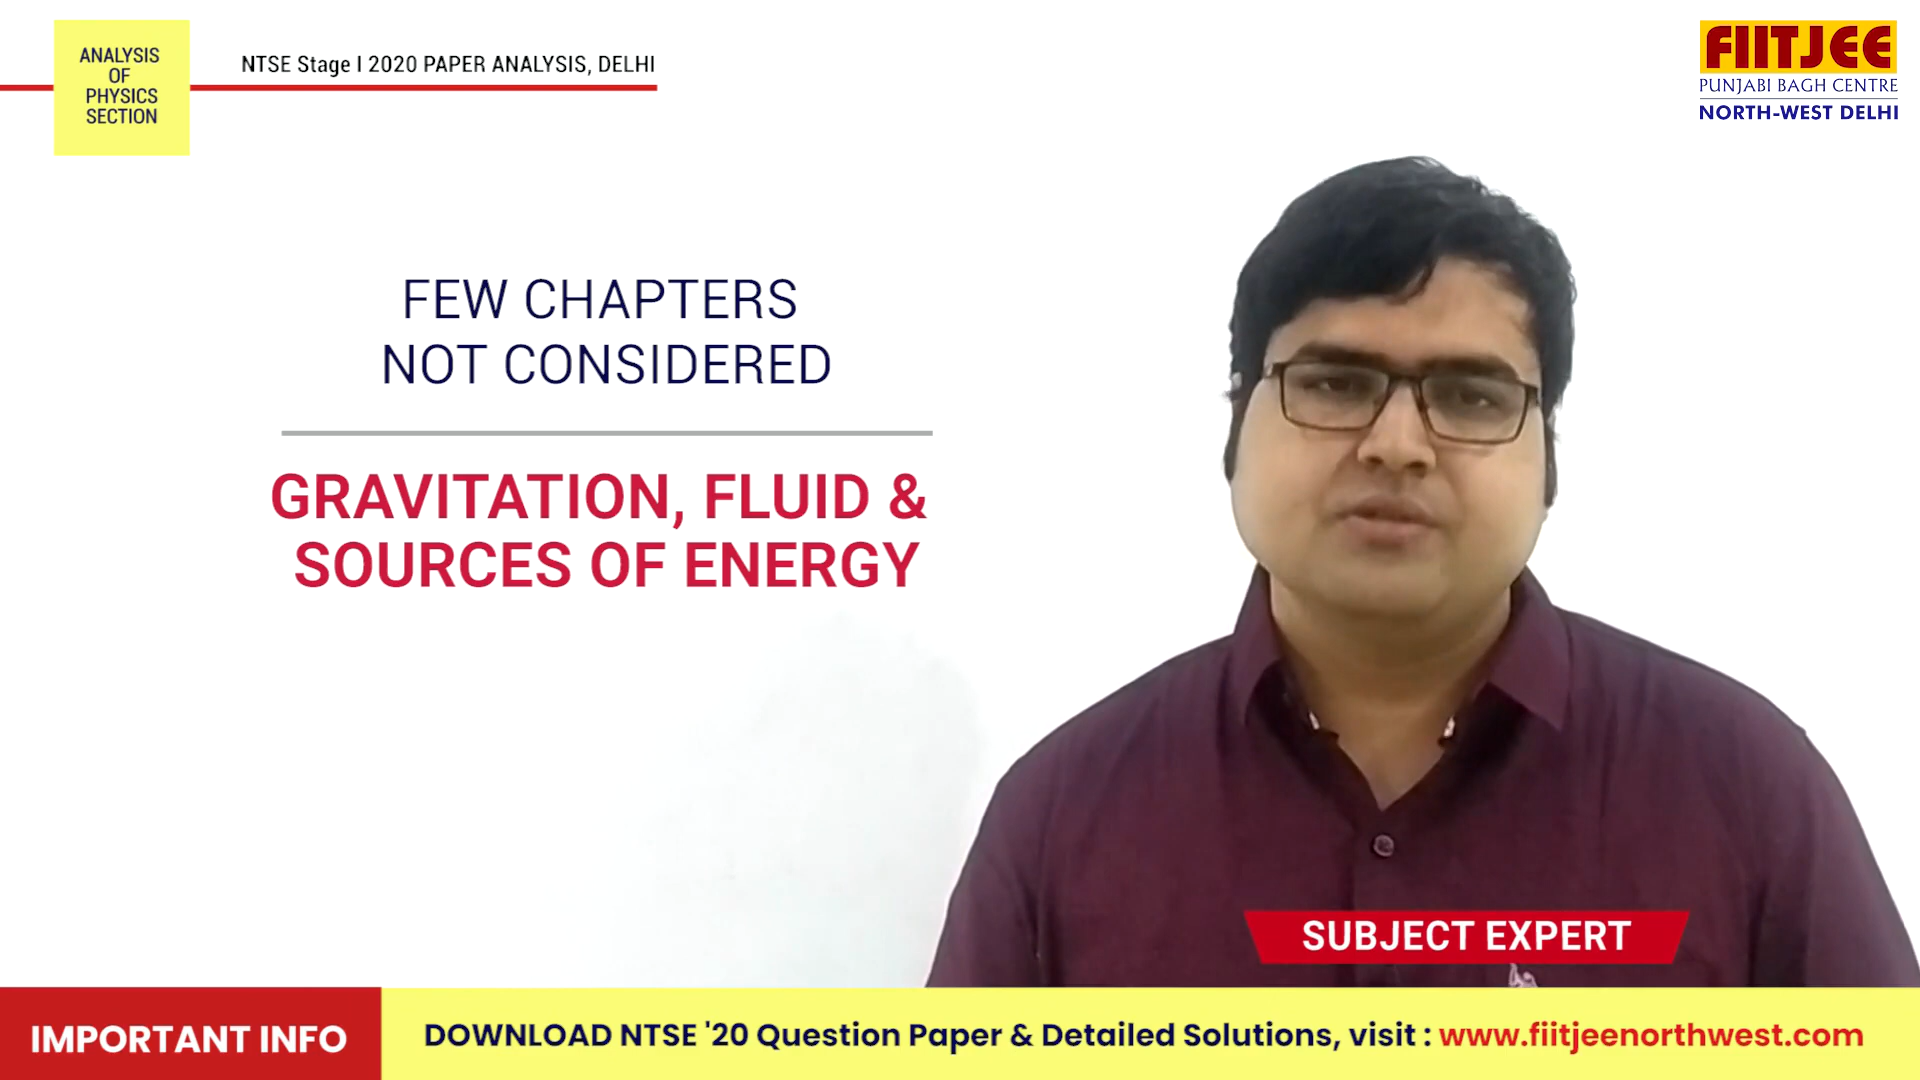 ANALYSIS
OF
PHYSICS
SECTION
NTSE Stage I 2020 PAPER ANALYSIS, DELHI
FIITJEE
PUNJABI BAGH CENTRE
NORTH-WEST DELHI
FEW CHAPTERS
NOT CONSIDERED
GRAVITATION, FLUID &
SOURCES OF ENERGY
SUBJECT EXPERT
IMPORTANT INFO
DOWNLOAD NTSE '20 Question Paper & Detailed Solutions, visit : www.fiitjeenorthwest.com